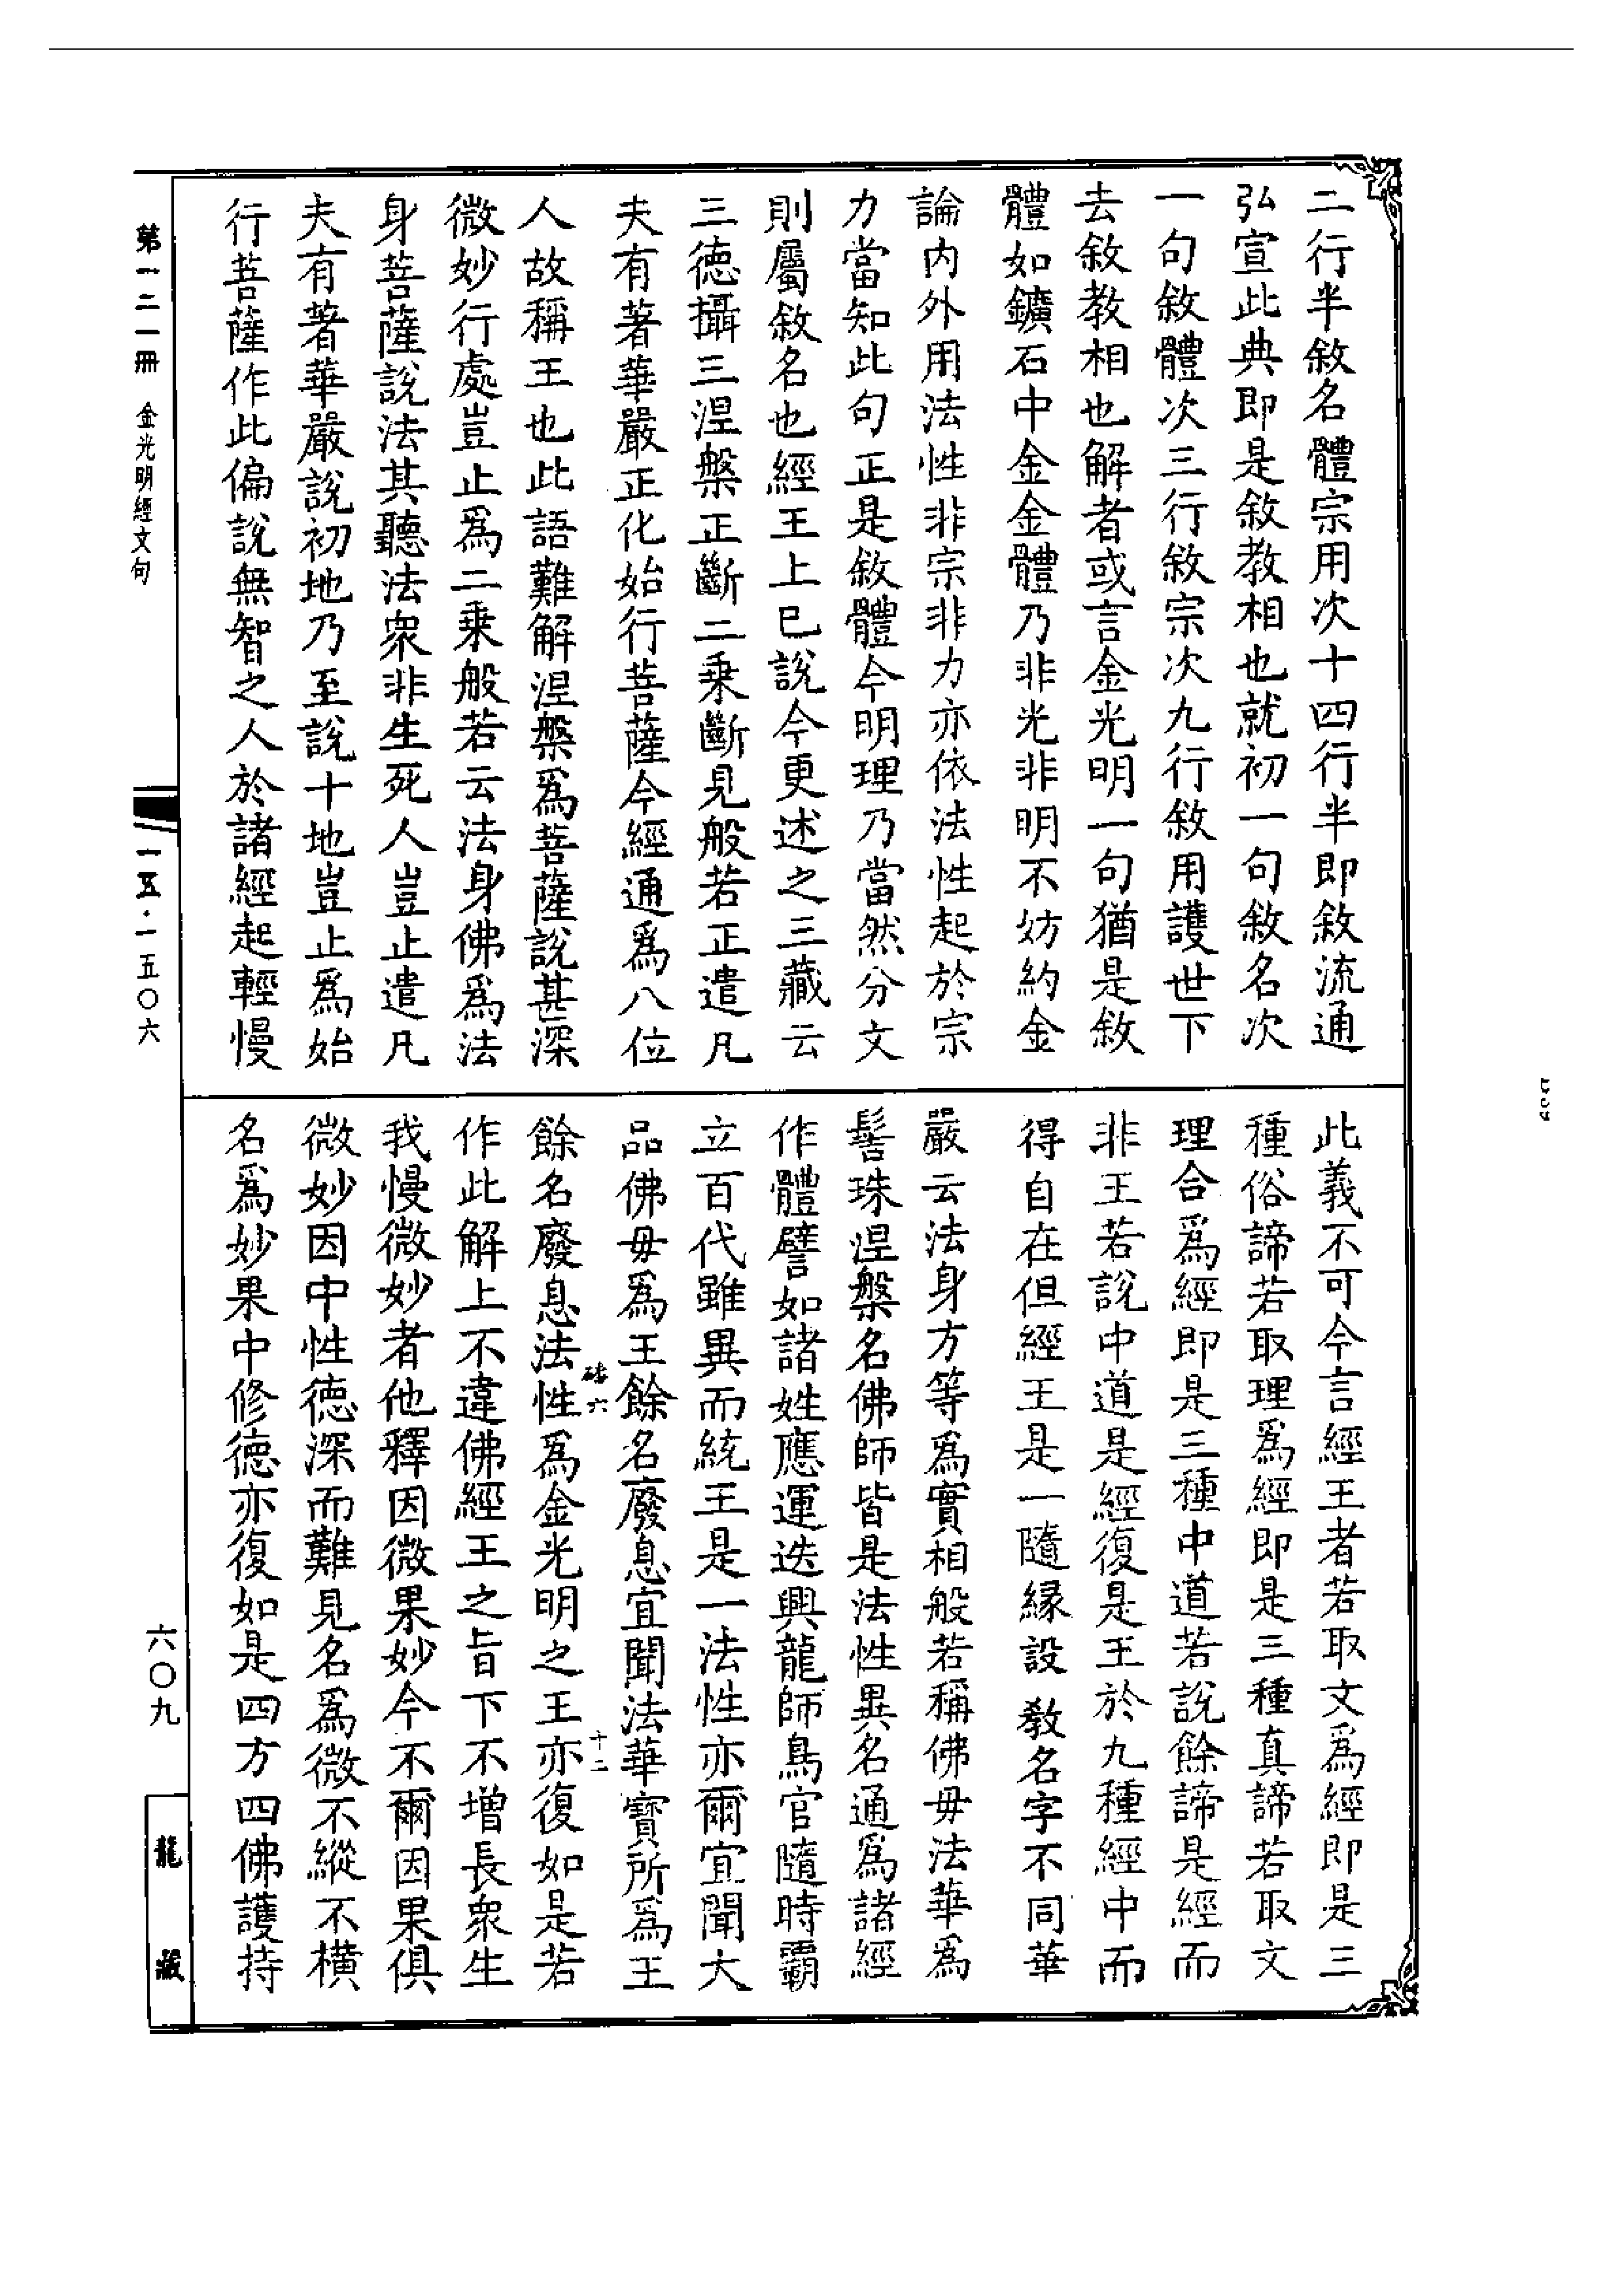 二行半敘名體宗用次十四行半即敘流通
弘宣此典即是敘教相也就初一句敘名次
一句敘體次三行敘宗次九行敘用護世下
去敘教相也解者或言金光明一句猶是敘
體如鑛石中金金體乃非光非明不妨約金
論内外用法性非宗非力亦依法性起於宗
力當知此句正是敘體今明理乃當然分文
則屬敘名也經王上已說今更述之三藏云
三德攝三涅槃正斷二乗斷見般若正遣凡
夫有著華嚴正化始行菩薩今經通爲八位
人故稱王也此語難解涅槃爲菩薩說甚深
微妙行處豈止爲二乗般若云法身佛爲法
身菩薩說法其聽法衆非生死人豈止遣凡
夫有著華嚴說初地乃至說十地豈止爲始
行菩薩作此偏說無智之人於諸經起輕慢
此義不可今言經王者若取文爲經即是三
種俗諦若取理爲經即是三種真諦若取文
理合爲經即是三種中道若說餘諦是經而
非王若說中道是經復是王於九種經中而
得自在但經王是一隨緣設教名字不同華
嚴云法身方等爲實相般若稱佛母法華爲
髻珠涅槃名佛師皆是法性異名通爲諸經
作體譬如諸姓應運迭興龍師鳥官隨時霸
立百代雖異而統王是一法性亦爾宜聞大
品佛母爲王餘名廢息宜聞法華寶所爲王
餘名廢息法性爲金光明之王亦復如是若
作此解上不違佛經王之旨下不增長衆生
我慢微妙者他釋因微果妙今不爾因果俱
微妙因中性德深而難見名爲微不縱不橫
名爲妙果中修德亦復如是四方四佛護持
六
十二
第一二一冊 金光明經文句
一五·一五〇六
六〇九
龍藏